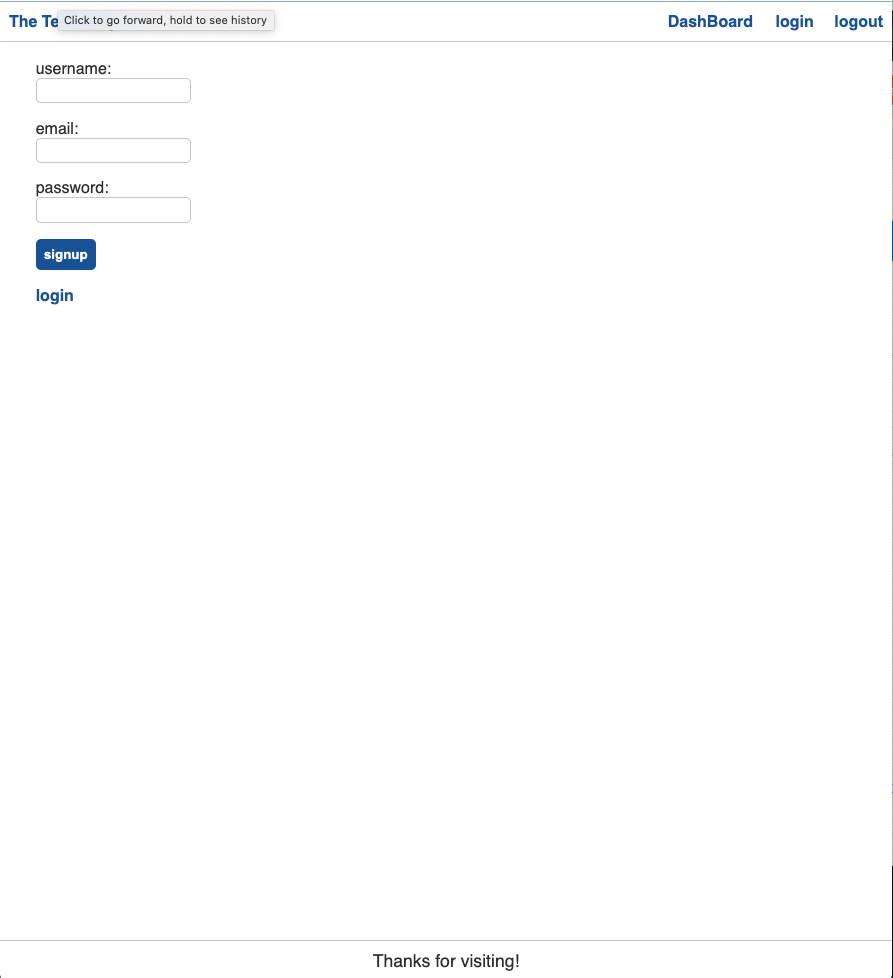 The Te
Click to go forward, hold to see history
DashBoard login logout
username:
email:
password:
signup
login
Thanks for visiting!